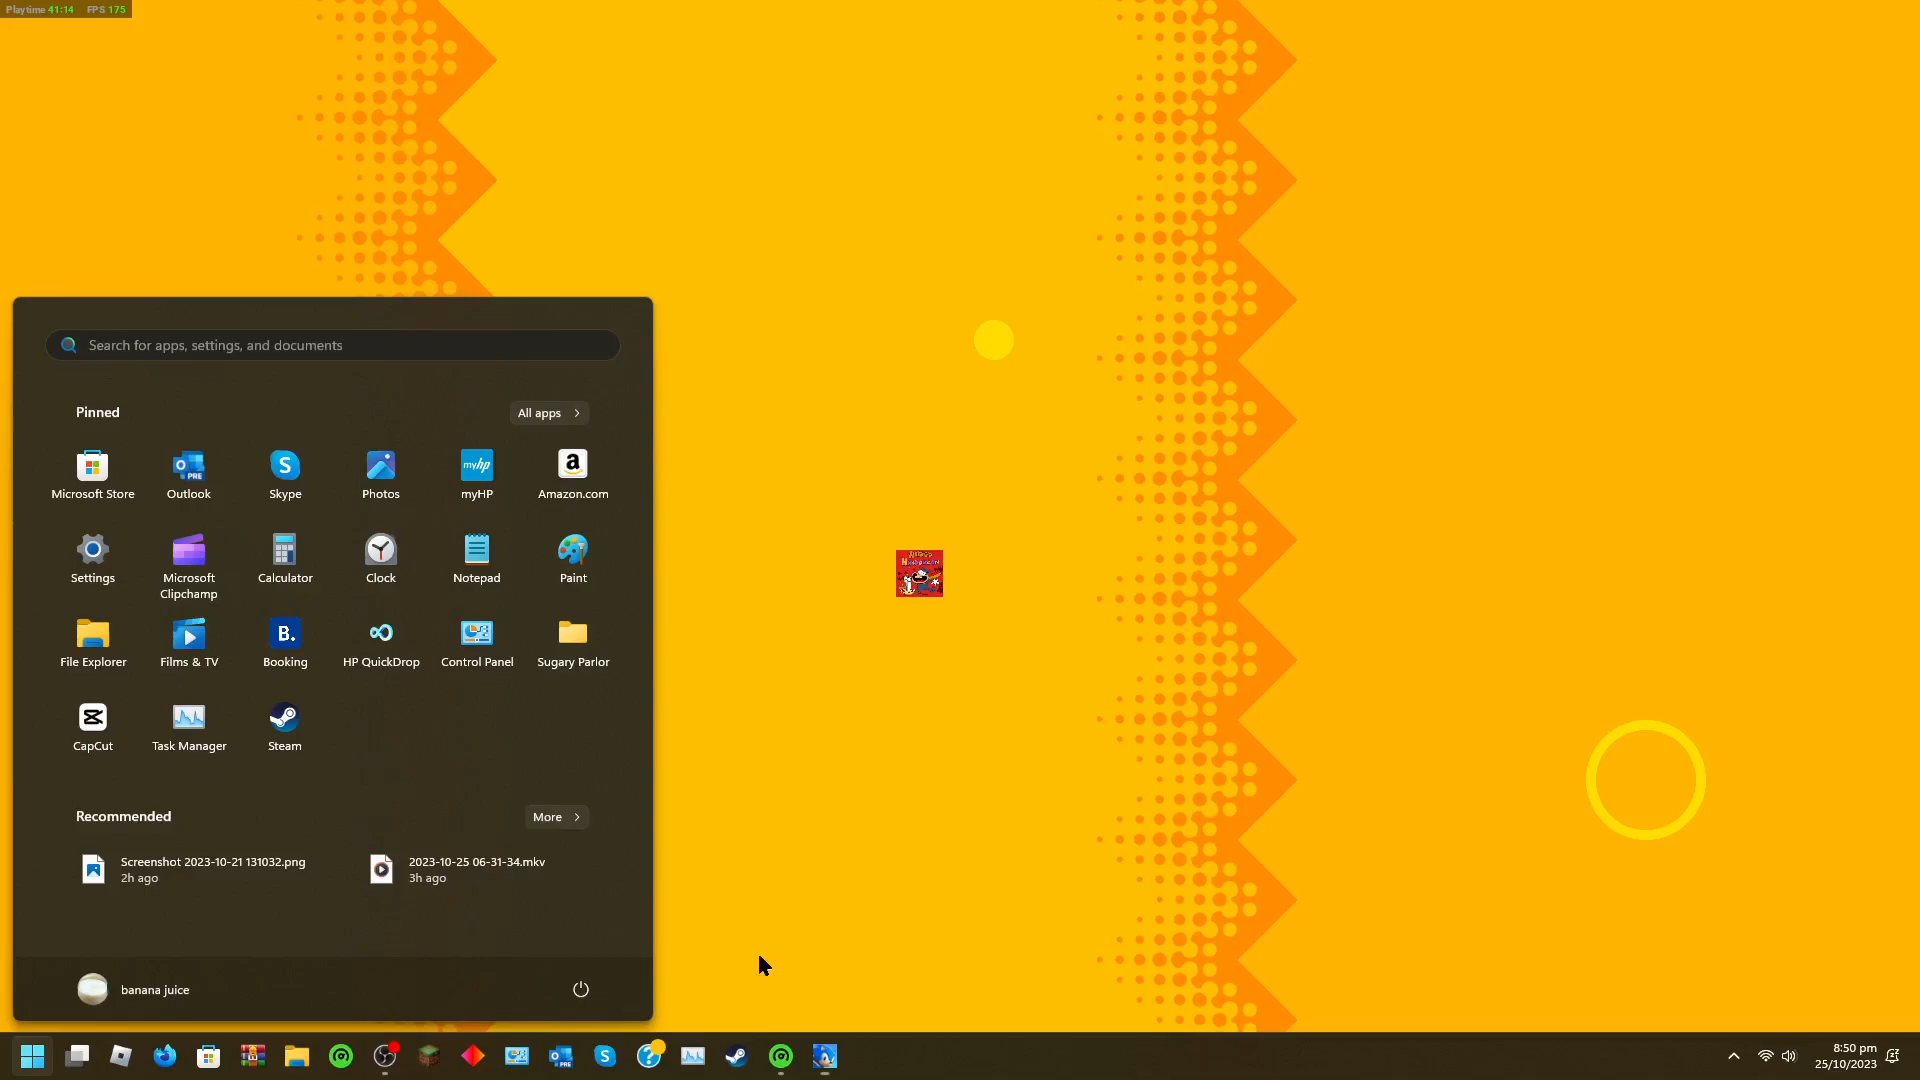 Playtime 41:14 FPS 175
Search for apps, settings, and documents
Pinned
All apps
Microsoft Store
Outlook
Skype
Photos
myHP
Amazon.com
Settings
Microsoft
Clipchamp
Calculator
Clock
Notepad
Paint
File Explorer
Films & TV
Booking
HP QuickDrop
Control Panel
Sugary Parlor
CapCut
Task Manager
Steam
Recommended
More
Screenshot 2023-10-21 131032.png
2h ago
2023-10-25 06-31-34.mkv
3h ago
banana juice
8:50 pm
25/10/2023